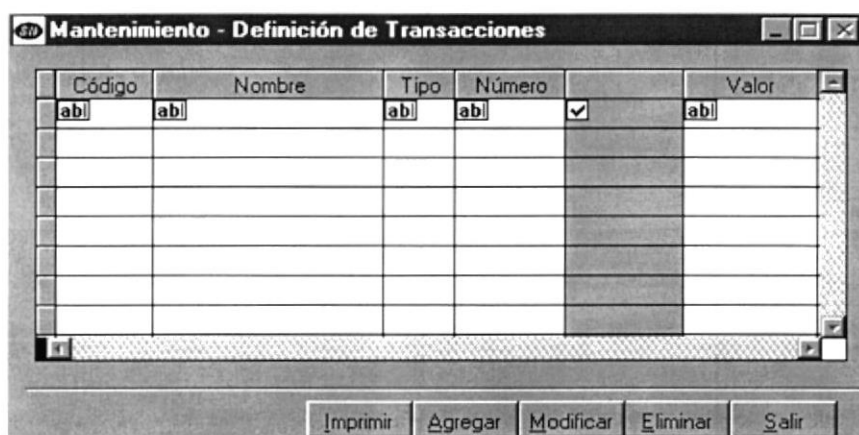 SN Mantenimiento - Definición de Transacciones
Código Nombre Tipo Número Valor
abl abl abl abl abl
Imprimir Agregar Modificar Eliminar Salir